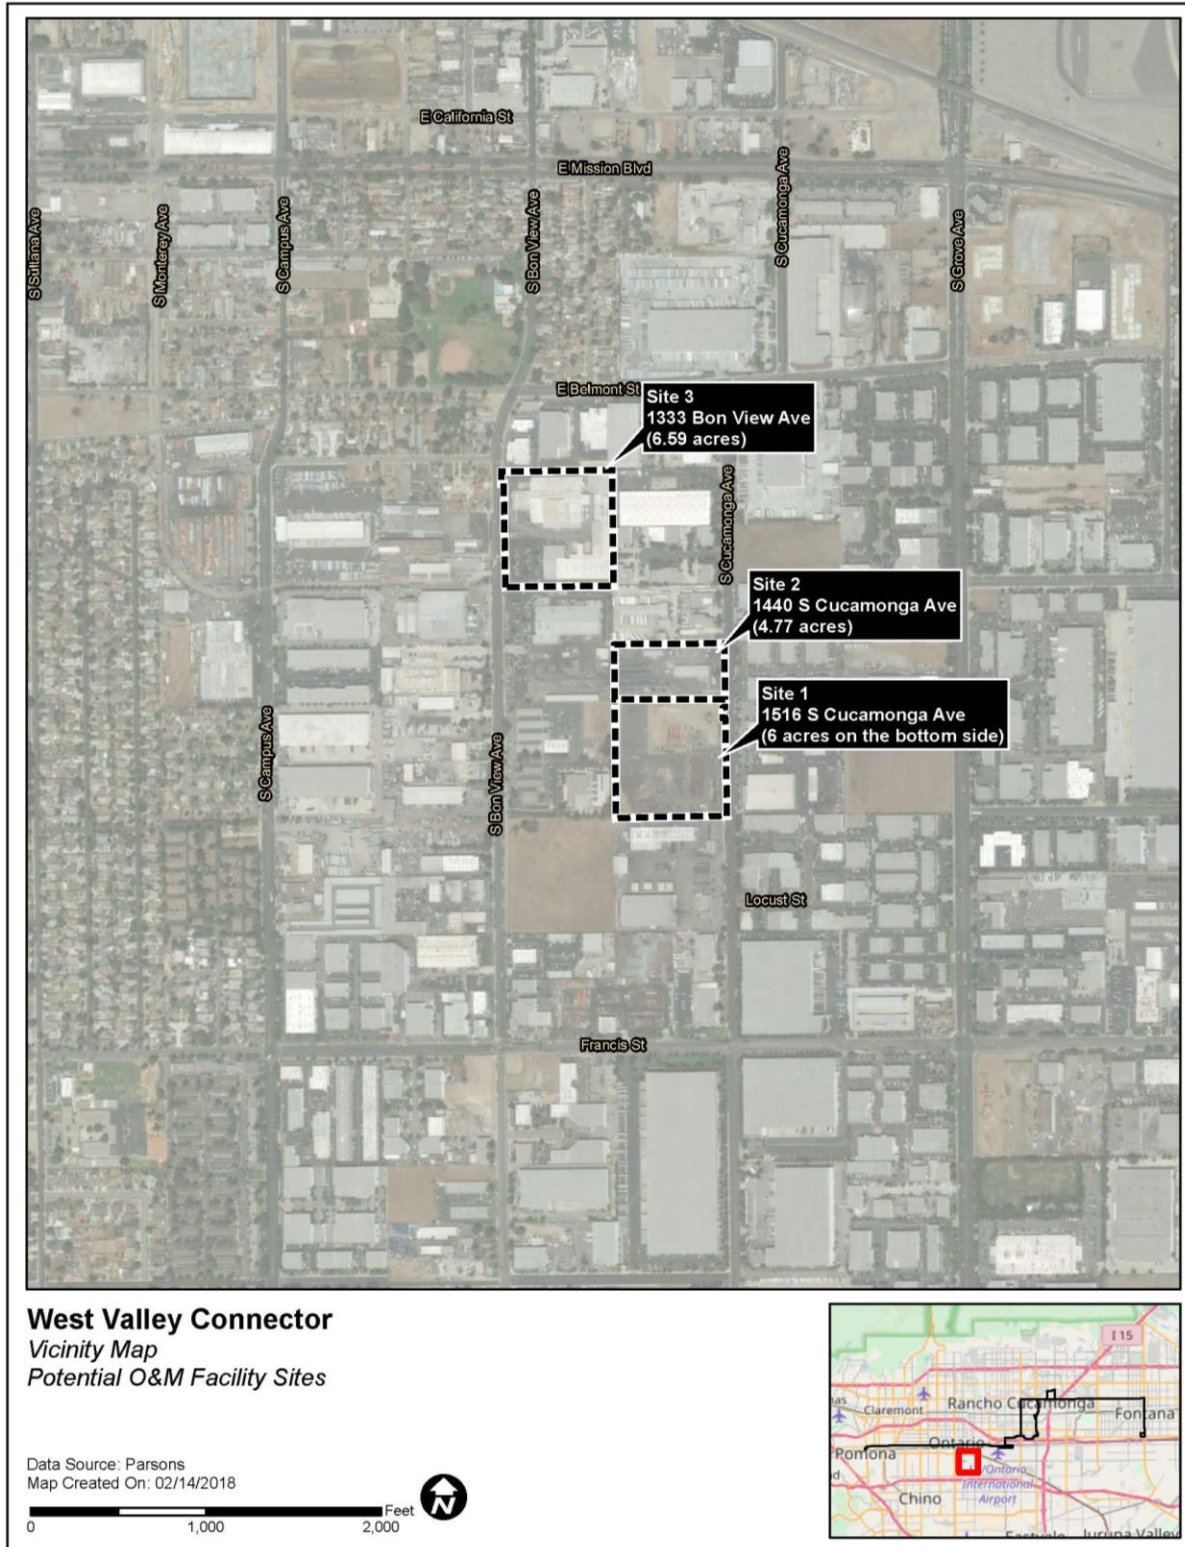 E California St
E Mission Blvd
S Sultana Ave
S Monterey Ave
S Campus Ave
S Bon View Ave
S Cucamonga Ave
S Grove Ave
E Belmont St
Site 3
1333 Bon View Ave
(6.59 acres)
S Cucamonga Ave
Site 2
1440 S Cucamonga Ave
(4.77 acres)
Site 1
1516 S Cucamonga Ave
(6 acres on the bottom side)
S Campus Ave
S Bon View Ave
Locust St
Francis St
West Valley Connector
Vicinity Map
Potential O&M Facility Sites
Data Source: Parsons
Map Created On: 02/14/2018
Feet
0 1,000 2,000
N
I 15
Claremont
Rancho Cucamonga
Fontana
Pomona
Ontario
/Ontario
International
Airport
Chino
Jurupa Valley